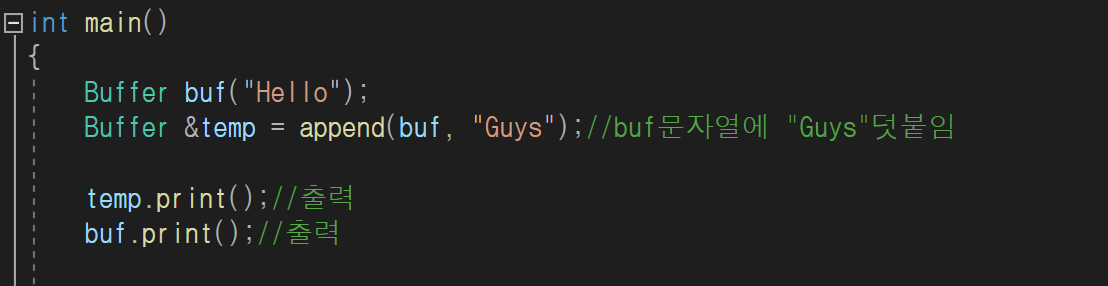 int main()
{
Buffer buf("Hello");
Buffer &temp = append(buf, "Guys");//buf문자열에 "Guys"덧붙임
temp.print();//출력
buf.print();//출력